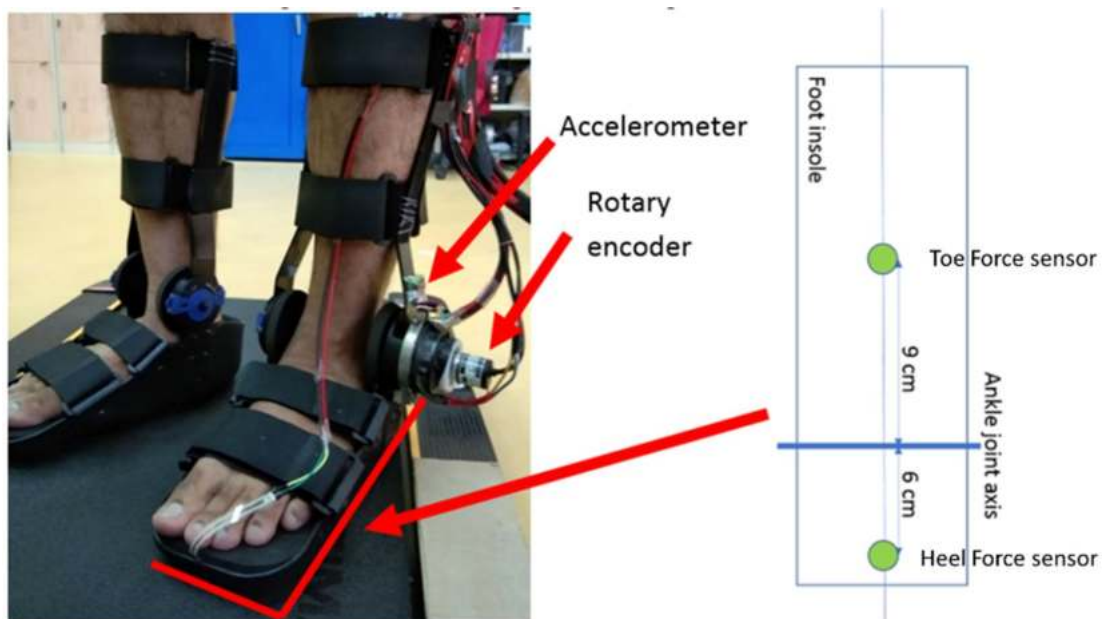 Accelerometer
Rotary
encoder
Foot insole
Toe Force sensor
9 cm
Ankle joint axis
6 cm
Heel Force sensor